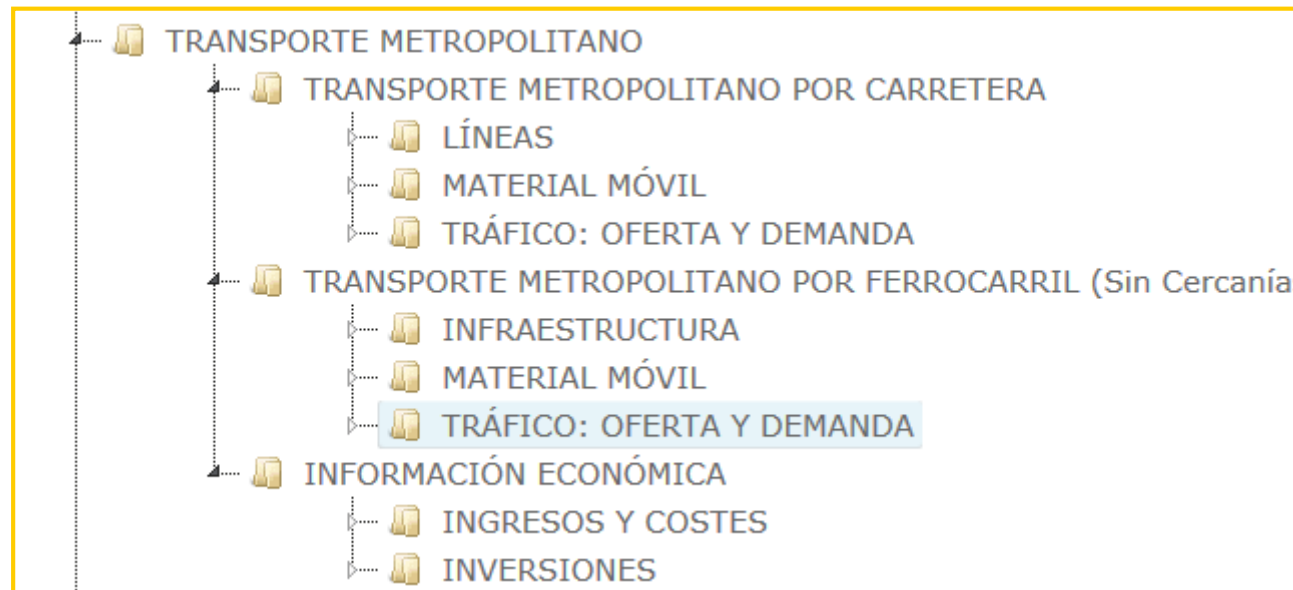 TRANSPORTE METROPOLITANO
TRANSPORTE METROPOLITANO POR CARRETERA
LÍNEAS
MATERIAL MÓVIL
TRÁFICO: OFERTA Y DEMANDA
TRANSPORTE METROPOLITANO POR FERROCARRIL (Sin Cercanía
INFRAESTRUCTURA
MATERIAL MÓVIL
TRÁFICO: OFERTA Y DEMANDA
INFORMACIÓN ECONÓMICA
INGRESOS Y COSTES
INVERSIONES